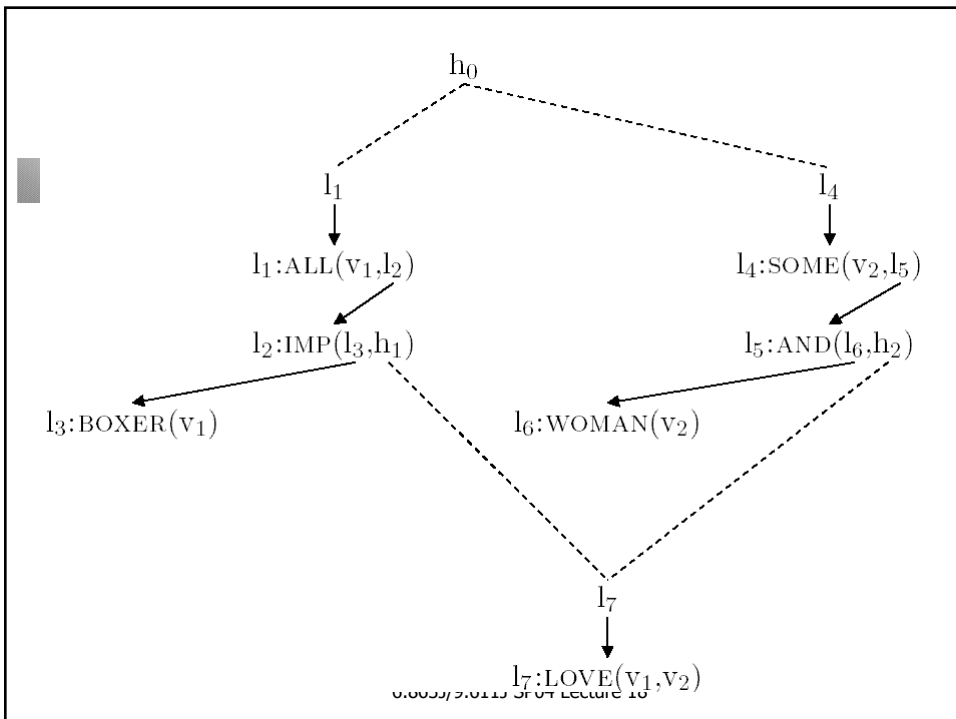 h₀
l₁ l₄
l₁:ALL(v₁,l₂) l₄:SOME(v₂,l₅)
l₂:IMP(l₃,h₁) l₅:AND(l₆,h₂)
l₃:BOXER(v₁) l₆:WOMAN(v₂)
l₇
l₇:LOVE(v₁,v₂)
SP04 Lecture 18